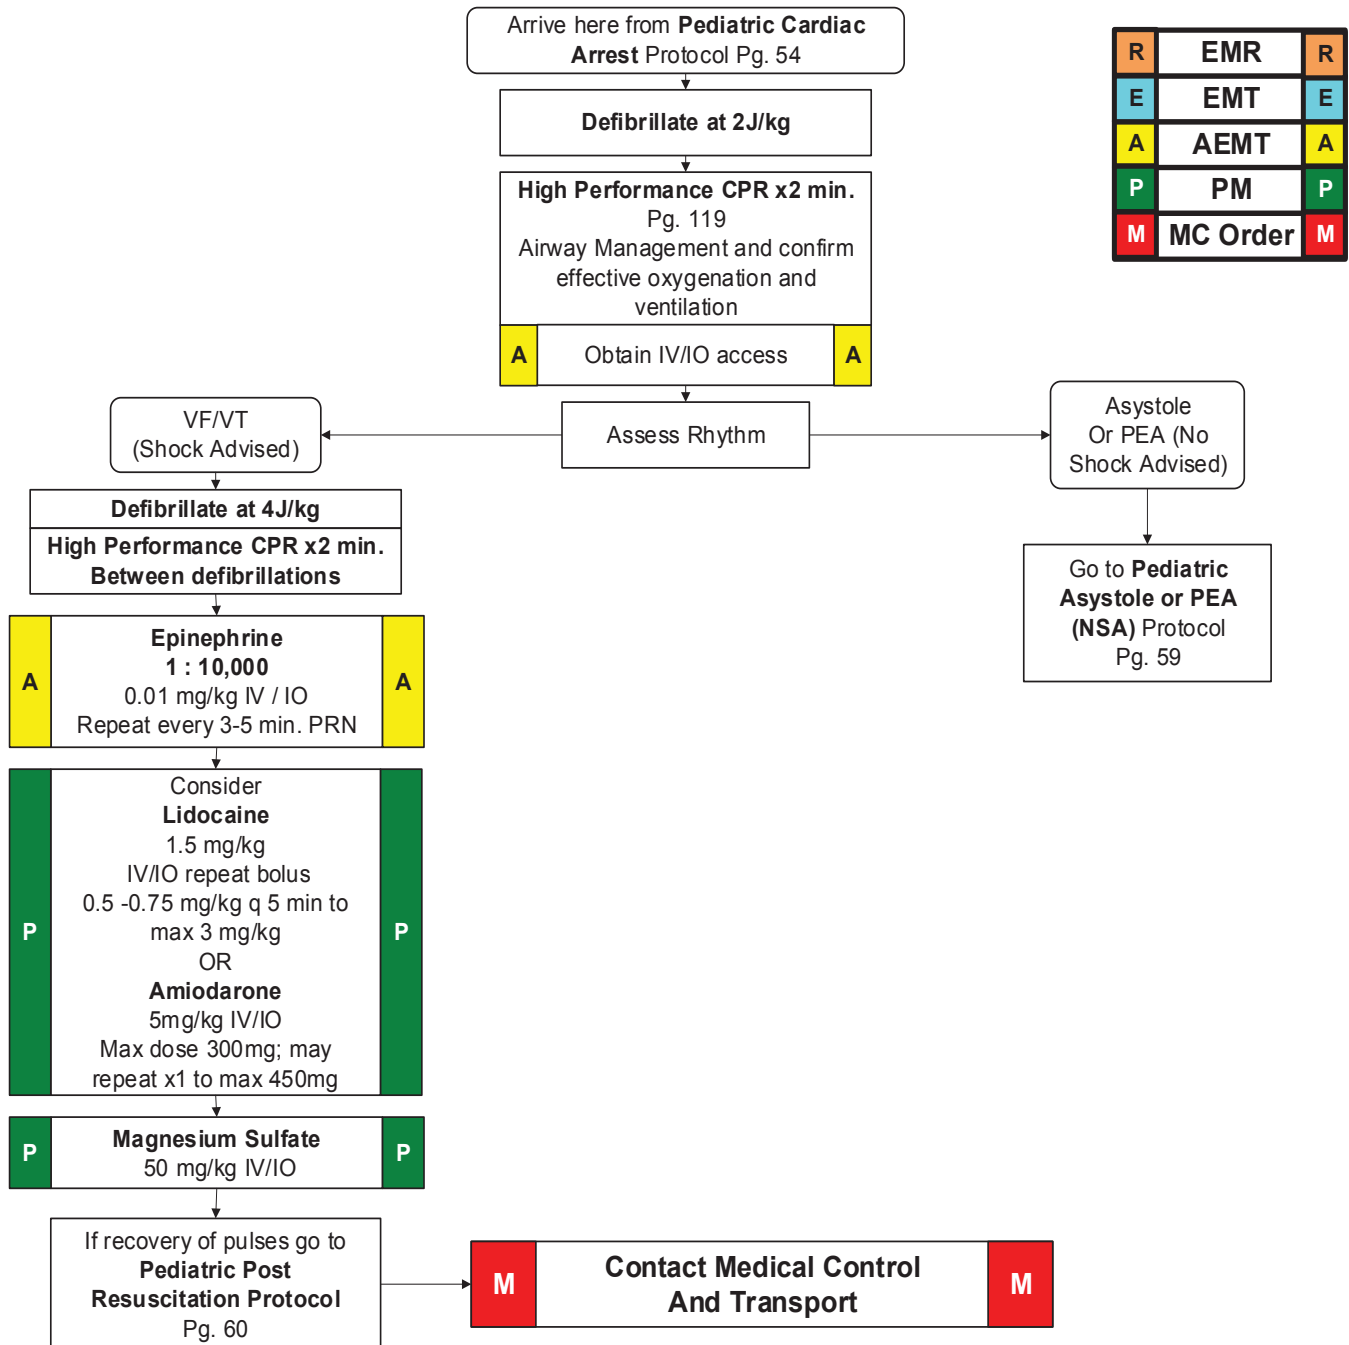 Arrive here from Pediatric Cardiac
Arrest Protocol Pg. 54
R EMR R
E EMT E
A AEMT A
P PM P
M MC Order M
Defibrillate at 2J/kg
High Performance CPR x2 min.
Pg. 119
Airway Management and confirm
effective oxygenation and
ventilation
A Obtain IV/IO access A
Assess Rhythm
VF/VT
(Shock Advised)
Asystole
Or PEA (No
Shock Advised)
Defibrillate at 4J/kg
High Performance CPR x2 min.
Between defibrillations
Go to Pediatric
Asystole or PEA
(NSA) Protocol
Pg. 59
Epinephrine
1 : 10,000
A A
0.01 mg/kg IV / IO
Repeat every 3-5 min. PRN
Consider
Lidocaine
1.5 mg/kg
IV/IO repeat bolus
0.5 -0.75 mg/kg q 5 min to
P max 3 mg/kg P
OR
Amiodarone
5mg/kg IV/IO
Max dose 300mg; may
repeat x1 to max 450mg
P Magnesium Sulfate P
50 mg/kg IV/IO
If recovery of pulses go to
Pediatric Post
Resuscitation Protocol
Pg. 60
M Contact Medical Control M
And Transport